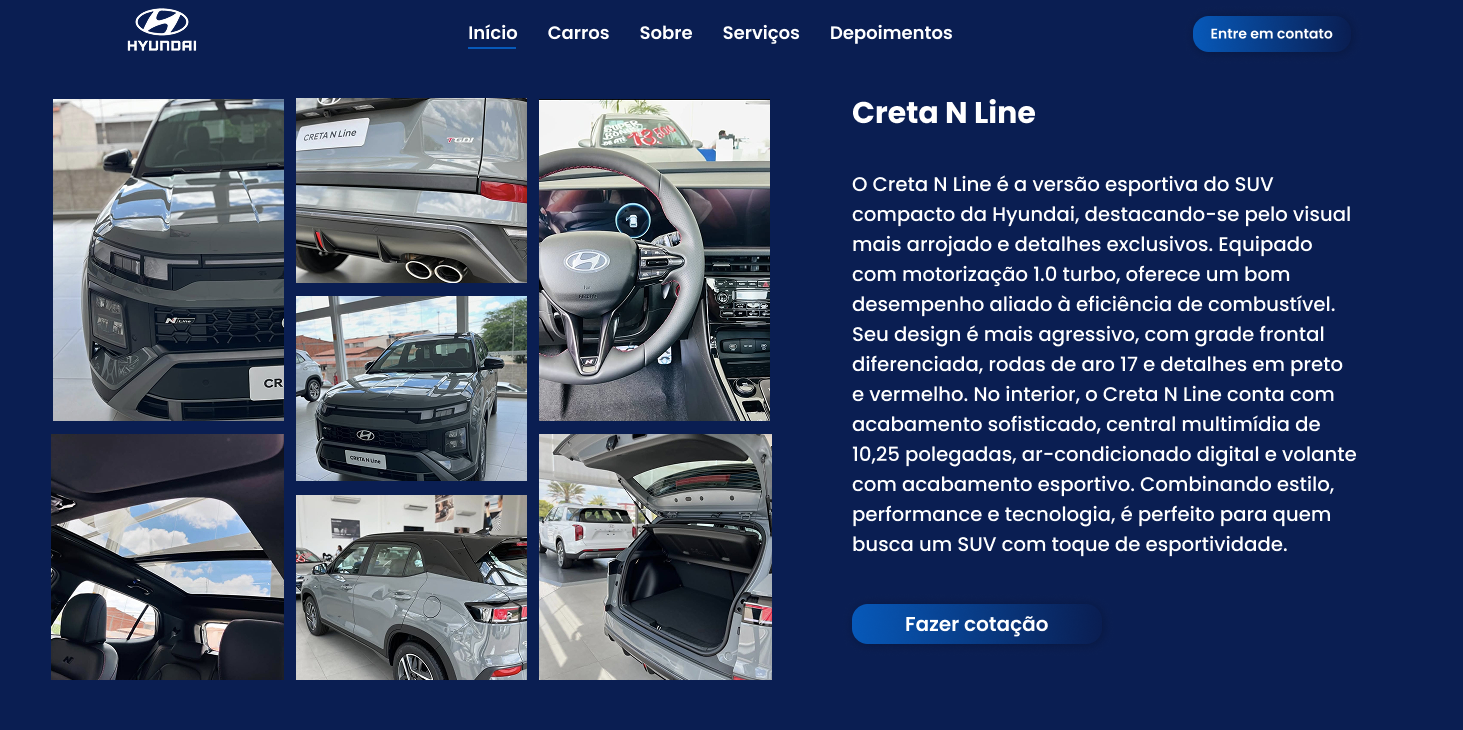 HYUNDAI
Início
Carros
Sobre
Serviços
Depoimentos
Entre em contato
CRETA N Line
N Line
CR
CRETA N Line
Creta N Line
O Creta N Line é a versão esportiva do SUV
compacto da Hyundai, destacando-se pelo visual
mais arrojado e detalhes exclusivos. Equipado
com motorização 1.0 turbo, oferece um bom
desempenho aliado à eficiência de combustível.
Seu design é mais agressivo, com grade frontal
diferenciada, rodas de aro 17 e detalhes em preto
e vermelho. No interior, o Creta N Line conta com
acabamento sofisticado, central multimídia de
10,25 polegadas, ar-condicionado digital e volante
com acabamento esportivo. Combinando estilo,
performance e tecnologia, é perfeito para quem
busca um SUV com toque de esportividade.
Fazer cotação